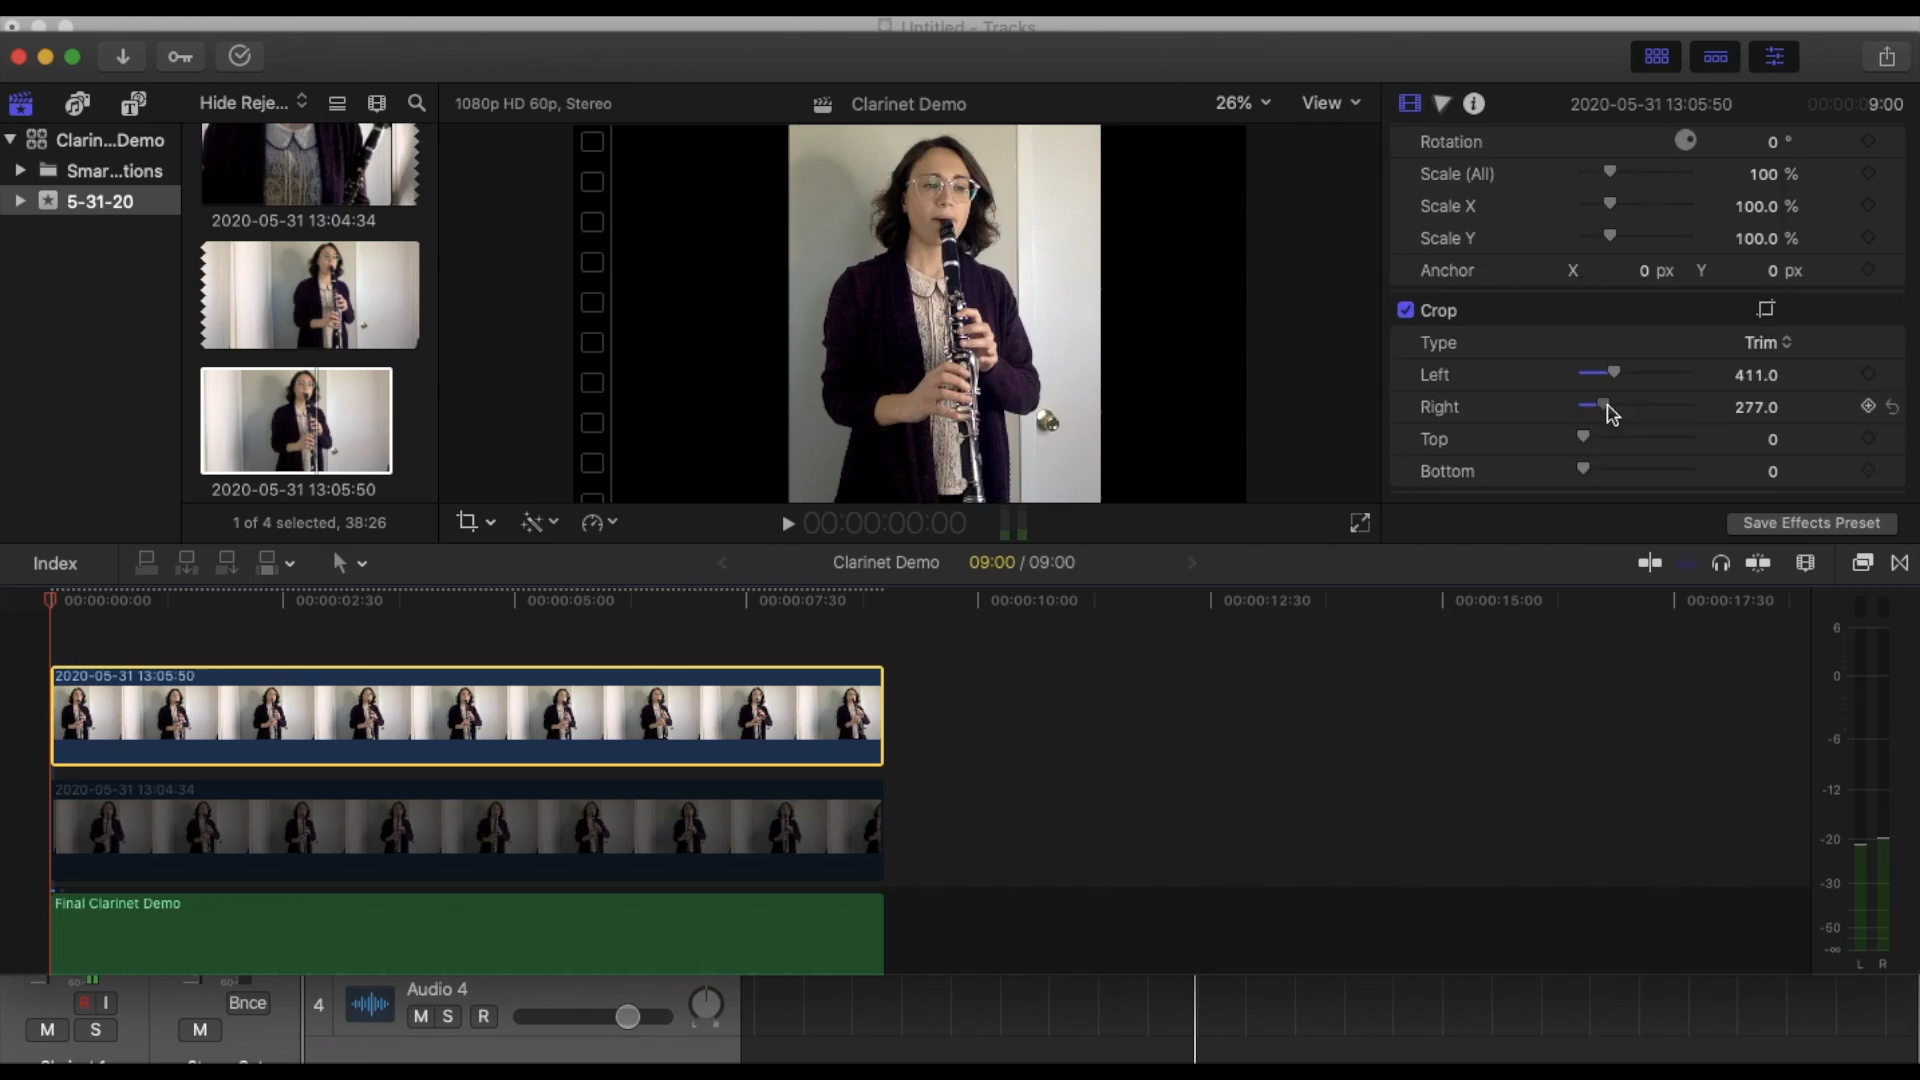 Untitled - Tracks
Hide Reje...
1080p HD 60p, Stereo
Clarinet Demo
26%
View
2020-05-31 13:05:50
00:00:09:00
Clarin...Demo
Smar...tions
5-31-20
2020-05-31 13:04:34
2020-05-31 13:05:50
1 of 4 selected, 38:26
Rotation 0 °
Scale (All) 100 %
Scale X 100.0 %
Scale Y 100.0 %
Anchor X 0 px Y 0 px
Crop
Type Trim
Left 411.0
Right 277.0
Top 0
Bottom 0
00:00:00:00
Save Effects Preset
Index
Clarinet Demo 09:00 / 09:00
00:00:00:00 00:00:02:30 00:00:05:00 00:00:07:30 00:00:10:00 00:00:12:30 00:00:15:00 00:00:17:30
2020-05-31 13:05:50
2020-05-31 13:04:34
Final Clarinet Demo
6
0
-6
-12
-20
-30
-50
-∞
L R
R I
M S
Bnce
M
4
Audio 4
M S R
L R